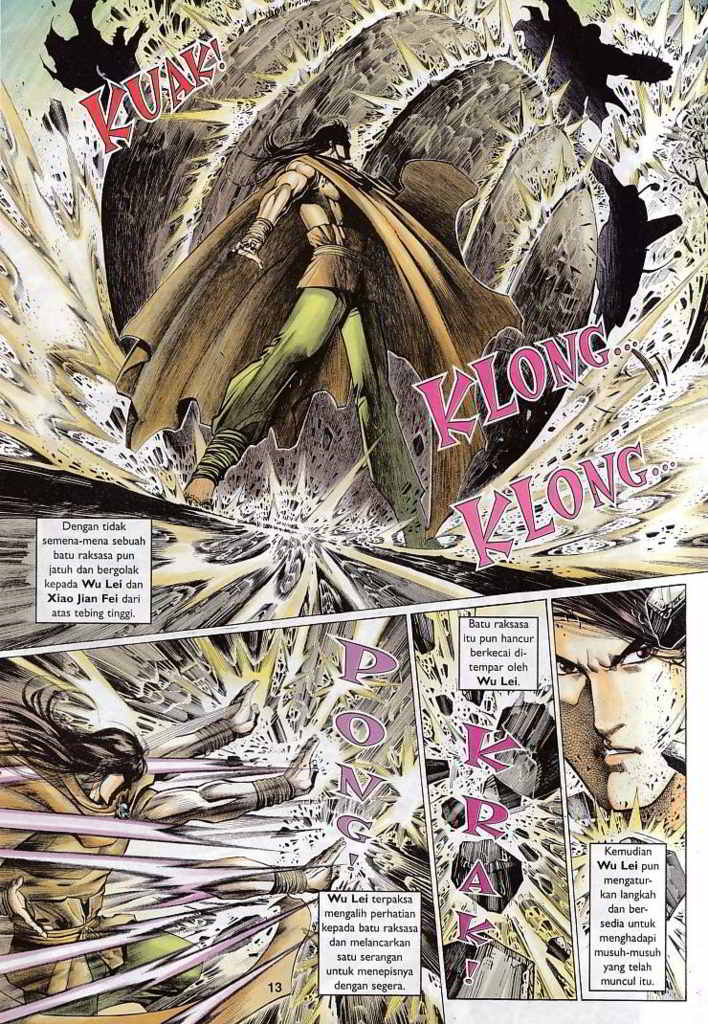 KUAK!
KLONG...
KLONG...
Dengan tidak
semena-mena sebuah
batu raksasa pun
jatuh dan bergolak
kepada Wu Lei dan
Xiao Jian Fei dari
atas tebing tinggi.
PONG!
Wu Lei terpaksa
mengalih perhatian
kepada batu raksasa
dan melancarkan
satu serangan
untuk menepisnya
dengan segera.
Batu raksasa
itu pun hancur
berkecai di-
tempar oleh
Wu Lei.
KRAK!
Kemudian
Wu Lei pun
mengatur-
kan langkah
dan ber-
sedia untuk
menghadapi
musuh-musuh
yang telah
muncul itu.
13